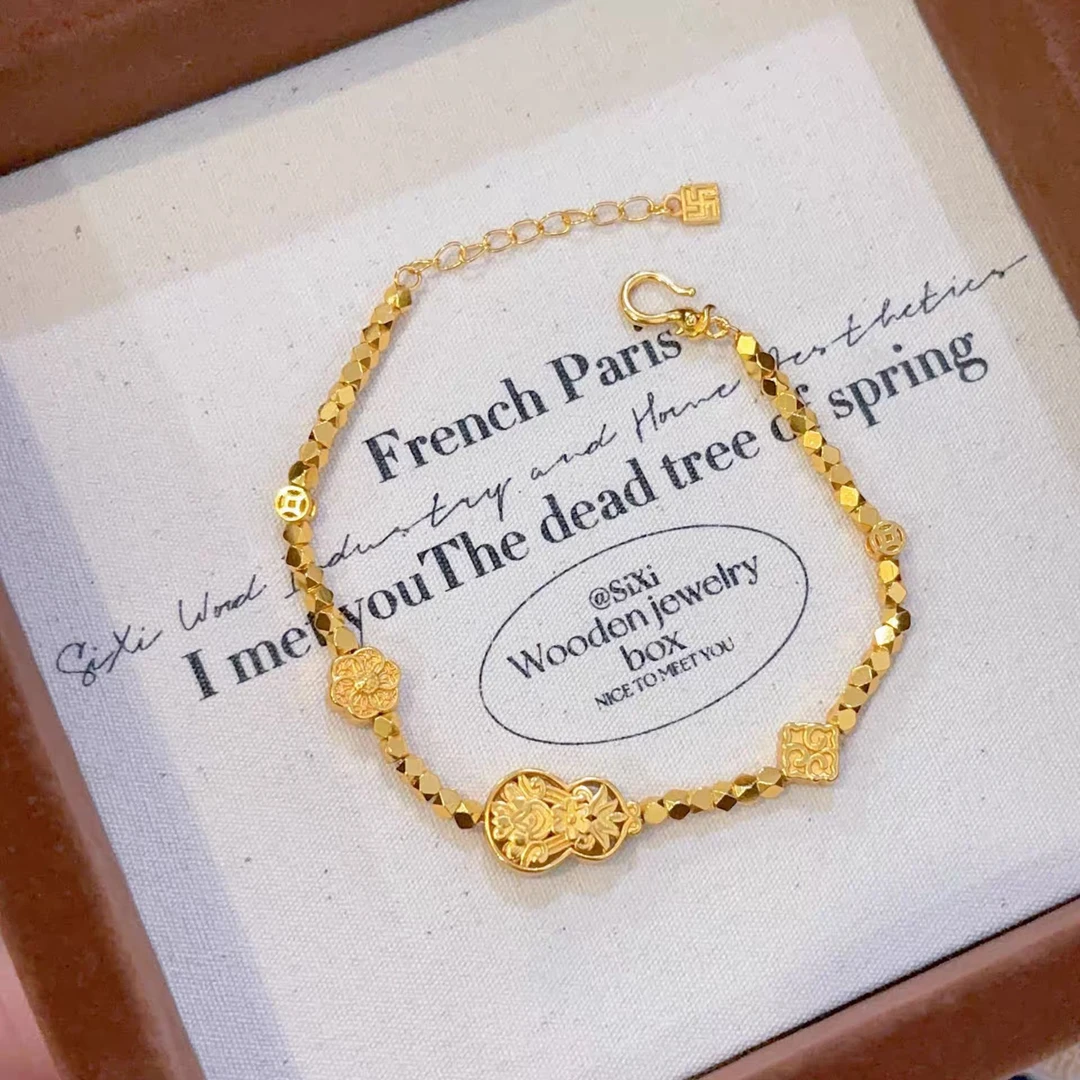 French Paris
SiXi Wood Industry and Home Aesthetics
I met youThe dead tree of spring
@SiXi
Wooden jewelry
box
NICE TO MEET YOU